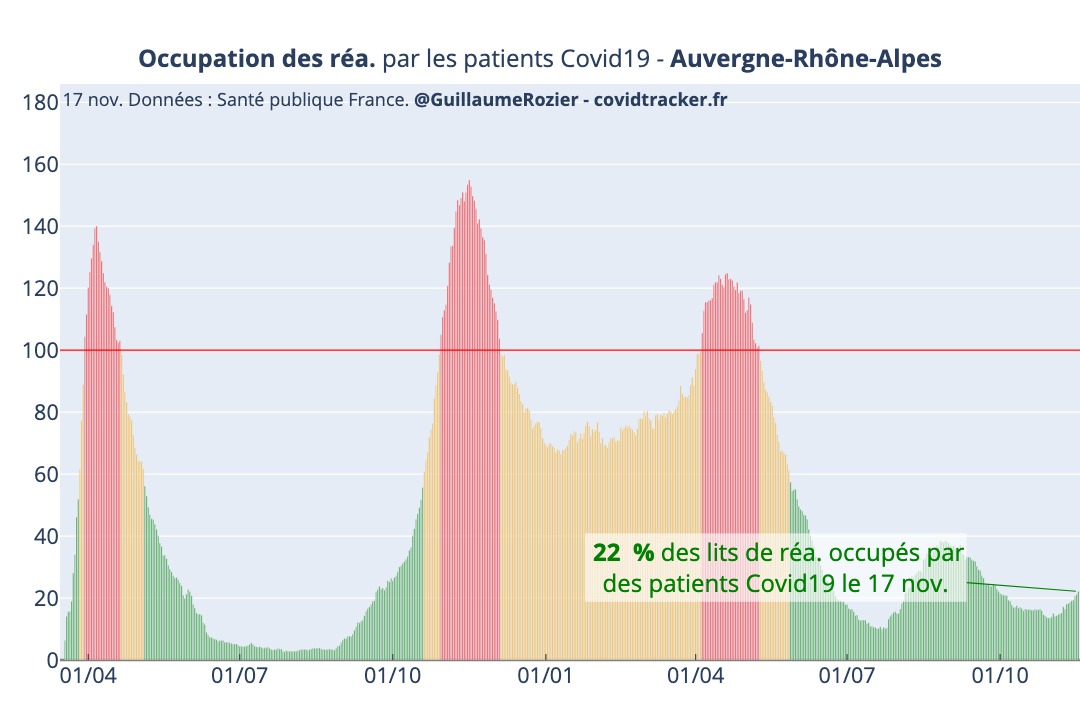 Occupation des réa. par les patients Covid19 - Auvergne-Rhône-Alpes
17 nov. Données : Santé publique France. @GuillaumeRozier - covidtracker.fr
180
160
140
120
100
80
60
40
20
0
22 % des lits de réa. occupés par
des patients Covid19 le 17 nov.
01/04 01/07 01/10 01/01 01/04 01/07 01/10